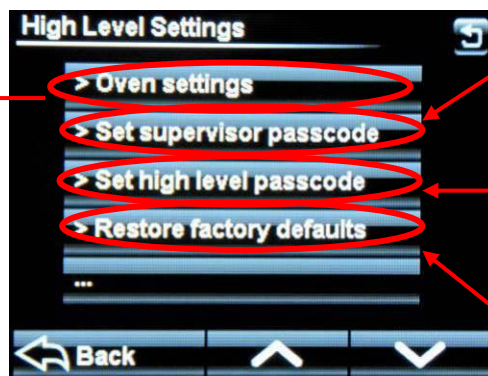 High Level Settings
> Oven settings
> Set supervisor passcode
> Set high level passcode
> Restore factory defaults
...
Back